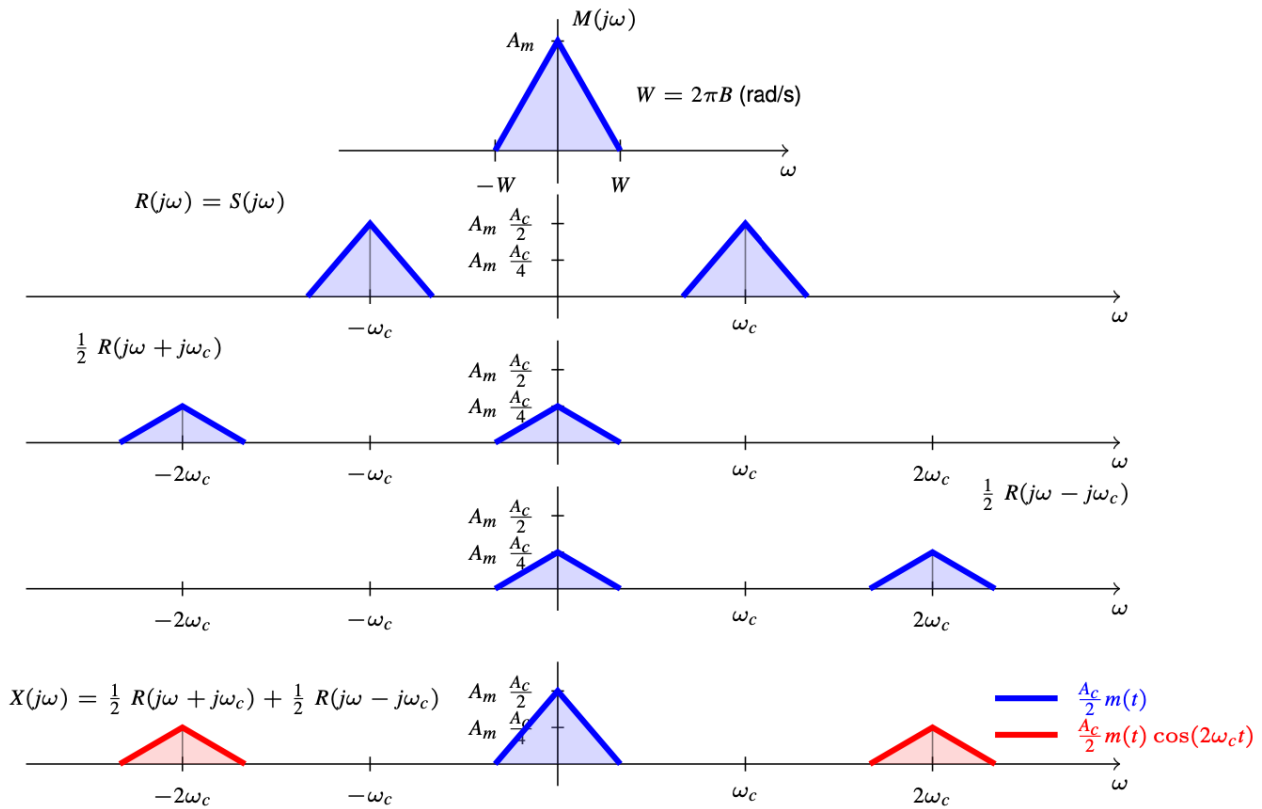 M(jω)
A_m
W = 2πB (rad/s)
−W W ω
R(jω) = S(jω)
A_m A_c/2
A_m A_c/4
−ω_c ω_c ω
1/2 R(jω + jω_c)
A_m A_c/2
A_m A_c/4
−2ω_c −ω_c ω_c 2ω_c ω
1/2 R(jω − jω_c)
A_m A_c/2
A_m A_c/4
−2ω_c −ω_c ω_c 2ω_c ω
X(jω) = 1/2 R(jω + jω_c) + 1/2 R(jω − jω_c)
A_m A_c/2
A_m A_c/4
A_c/2 m(t)
A_c/2 m(t) cos(2ω_c t)
−2ω_c −ω_c ω_c 2ω_c ω